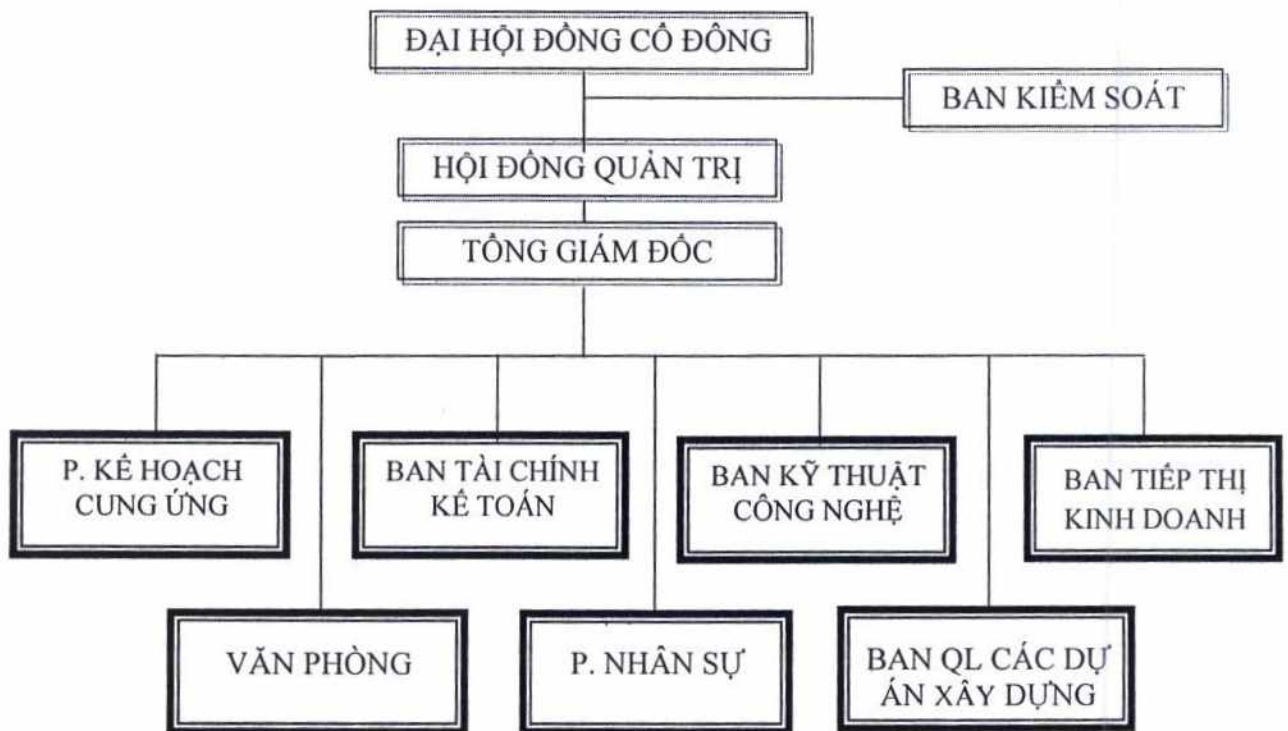 ĐẠI HỘI ĐỒNG CỔ ĐÔNG
BAN KIỂM SOÁT
HỘI ĐỒNG QUẢN TRỊ
TỔNG GIÁM ĐỐC
P. KẾ HOẠCH
CUNG ỨNG
BAN TÀI CHÍNH
KẾ TOÁN
BAN KỸ THUẬT
CÔNG NGHỆ
BAN TIẾP THỊ
KINH DOANH
VĂN PHÒNG
P. NHÂN SỰ
BAN QL CÁC DỰ
ÁN XÂY DỰNG